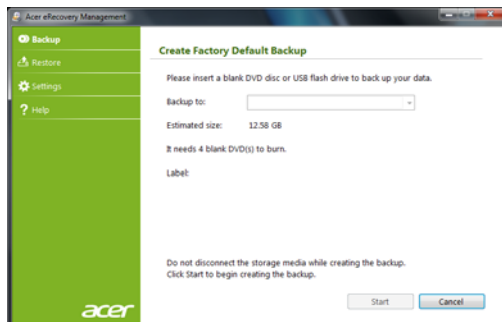 Acer eRecovery Management
Backup
Restore
Settings
Help
Create Factory Default Backup
Please insert a blank DVD disc or USB flash drive to back up your data.
Backup to:
Estimated size: 12.58 GB
It needs 4 blank DVD(s) to burn.
Label:
Do not disconnect the storage media while creating the backup.
Click Start to begin creating the backup.
Start Cancel
acer